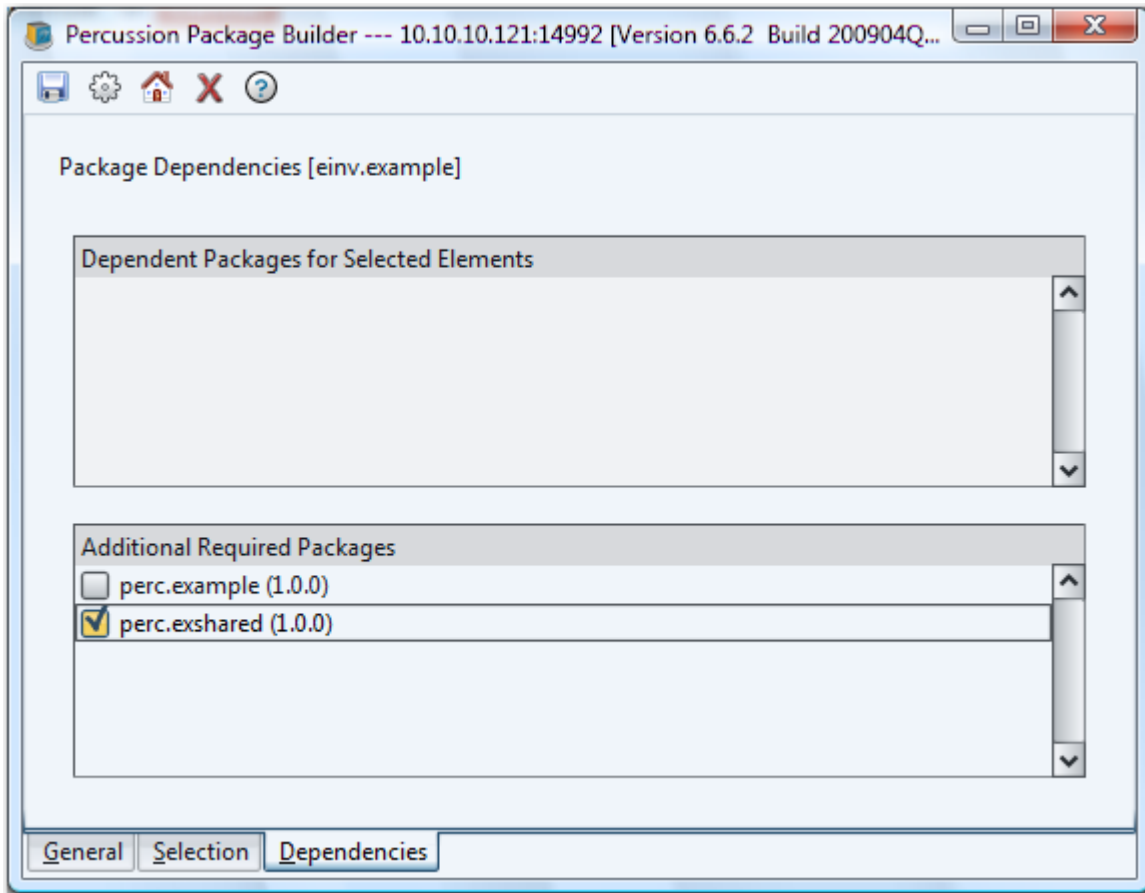 Percussion Package Builder --- 10.10.10.121:14992 [Version 6.6.2 Build 200904Q...
Package Dependencies [einv.example]
Dependent Packages for Selected Elements
Additional Required Packages
perc.example (1.0.0)
perc.exshared (1.0.0)
General Selection Dependencies